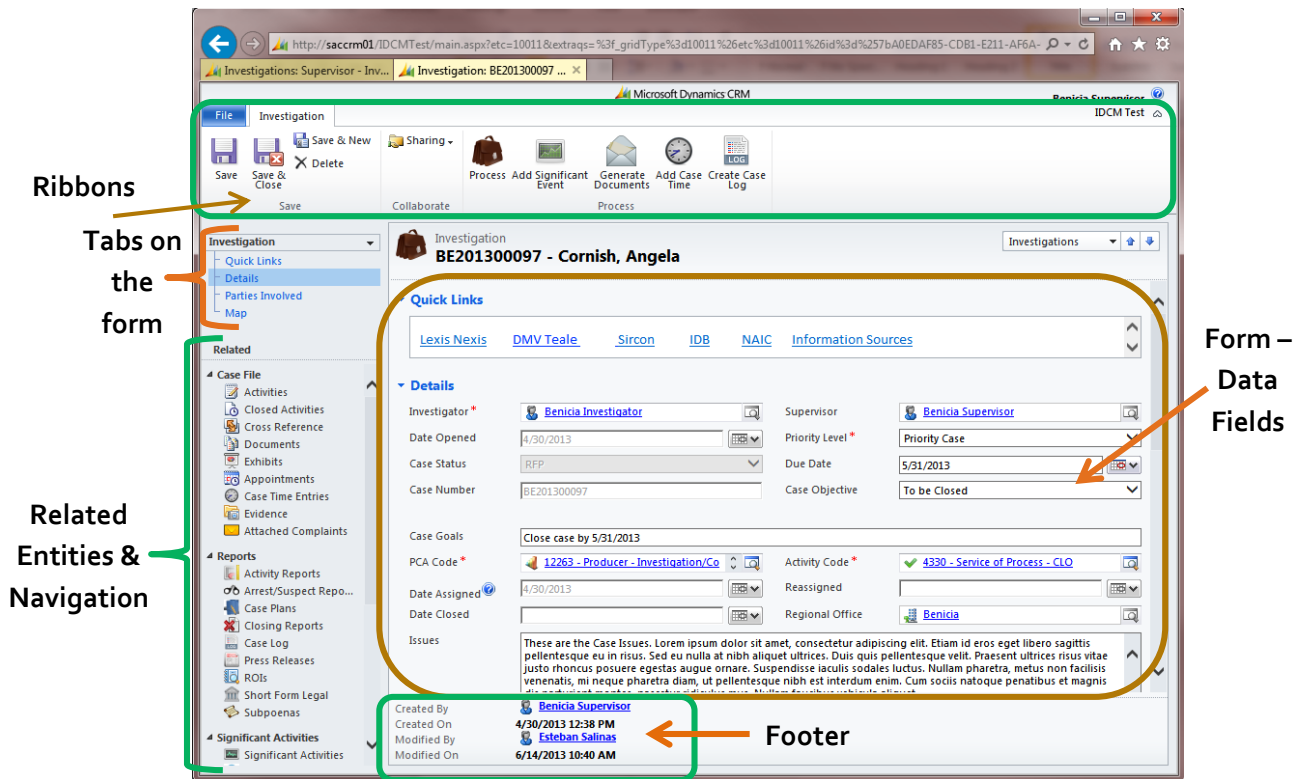 http://saccrm01/IDCMTest/main.aspx?etc=10011&extraqs=%3f_gridType%3d10011%26etc%3d10011%26id%3d%257bA0EDAF85-CDB1-E211-AF6A-
Investigations: Supervisor - Inv...
Investigation: BE201300097 ...
Microsoft Dynamics CRM
Benicia Supervisor
IDCM Test
File
Investigation
Save
Save & Close
Save & New
Delete
Save
Sharing
Collaborate
Process
Add Significant Event
Generate Documents
Add Case Time
Create Case Log
LOG
Process
Ribbons
Tabs on
the
form
Related
Entities &
Navigation
Form –
Data
Fields
Footer
Investigation
Quick Links
Details
Parties Involved
Map
Related
Case File
Activities
Closed Activities
Cross Reference
Documents
Exhibits
Appointments
Case Time Entries
Evidence
Attached Complaints
Reports
Activity Reports
Arrest/Suspect Repo...
Case Plans
Closing Reports
Case Log
Press Releases
ROIs
Short Form Legal
Subpoenas
Significant Activities
Significant Activities
Investigation
BE201300097 - Cornish, Angela
Investigations
Quick Links
Lexis Nexis DMV Teale Sircon IDB NAIC Information Sources
Details
Investigator * Benicia Investigator Supervisor Benicia Supervisor
Date Opened 4/30/2013 Priority Level * Priority Case
Case Status RFP Due Date 5/31/2013
Case Number BE201300097 Case Objective To be Closed
Case Goals Close case by 5/31/2013
PCA Code * 12263 - Producer - Investigation/Co Activity Code * 4330 - Service of Process - CLO
Date Assigned 4/30/2013 Reassigned
Date Closed Regional Office Benicia
Issues These are the Case Issues. Lorem ipsum dolor sit amet, consectetur adipiscing elit. Etiam id eros eget libero sagittis
pellentesque eu in risus. Sed eu nulla at nibh aliquet ultrices. Duis quis pellentesque velit. Praesent ultrices risus vitae
justo rhoncus posuere egestas augue ornare. Suspendisse iaculis sodales luctus. Nullam pharetra, metus non facilisis
venenatis, mi neque pharetra diam, ut pellentesque nibh est interdum enim. Cum sociis natoque penatibus et magnis
Created By Benicia Supervisor
Created On 4/30/2013 12:38 PM
Modified By Esteban Salinas
Modified On 6/14/2013 10:40 AM